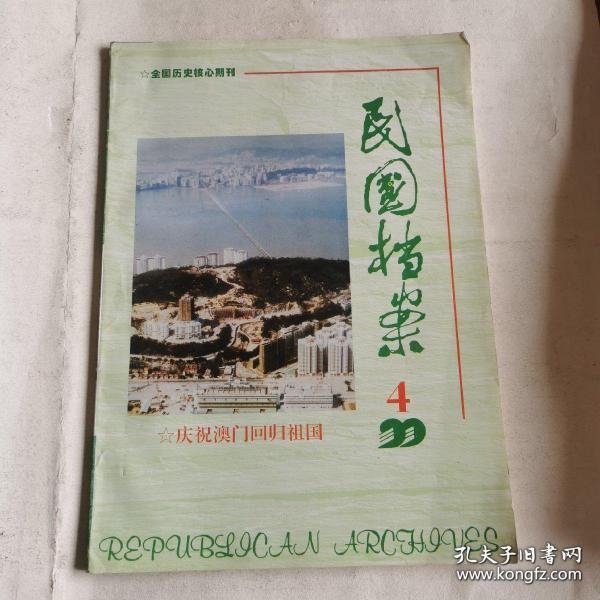 ☆全国历史核心期刊
民国档案
4
99
☆庆祝澳门回归祖国
REPUBLICAN ARCHIVES
孔夫子旧书网
www.kongfz.com